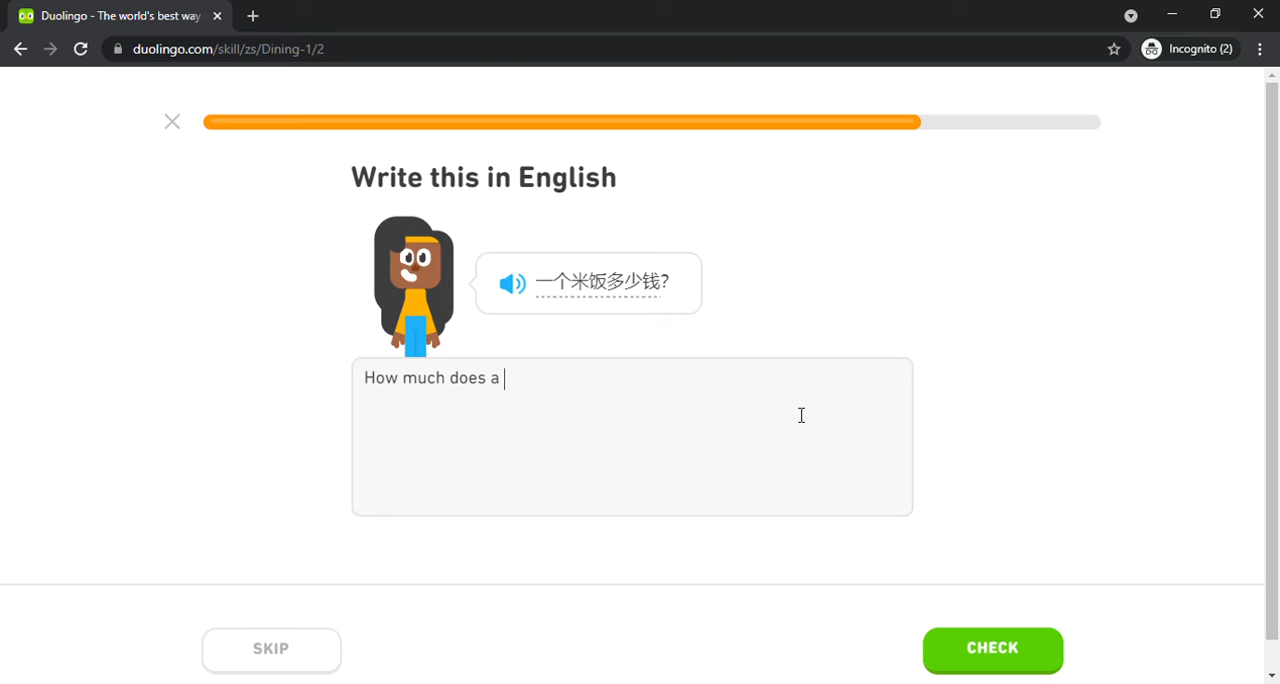 Duolingo - The world's best way
duolingo.com/skill/zs/Dining-1/2
Incognito (2)
Write this in English
一个米饭多少钱?
How much does a
SKIP
CHECK